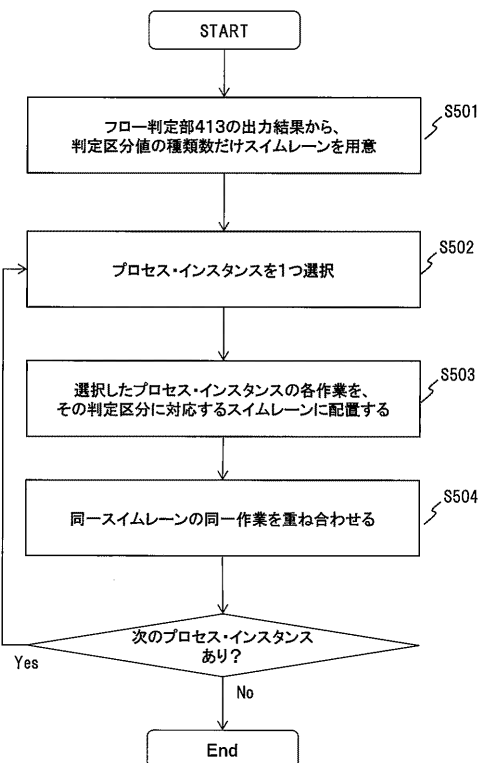 START
フロー判定部413の出力結果から、
判定区分値の種類数だけスイムレーンを用意
S501
プロセス・インスタンスを1つ選択
S502
選択したプロセス・インスタンスの各作業を、
その判定区分に対応するスイムレーンに配置する
S503
同一スイムレーンの同一作業を重ね合わせる
S504
次のプロセス・インスタンス
あり?
Yes
No
End